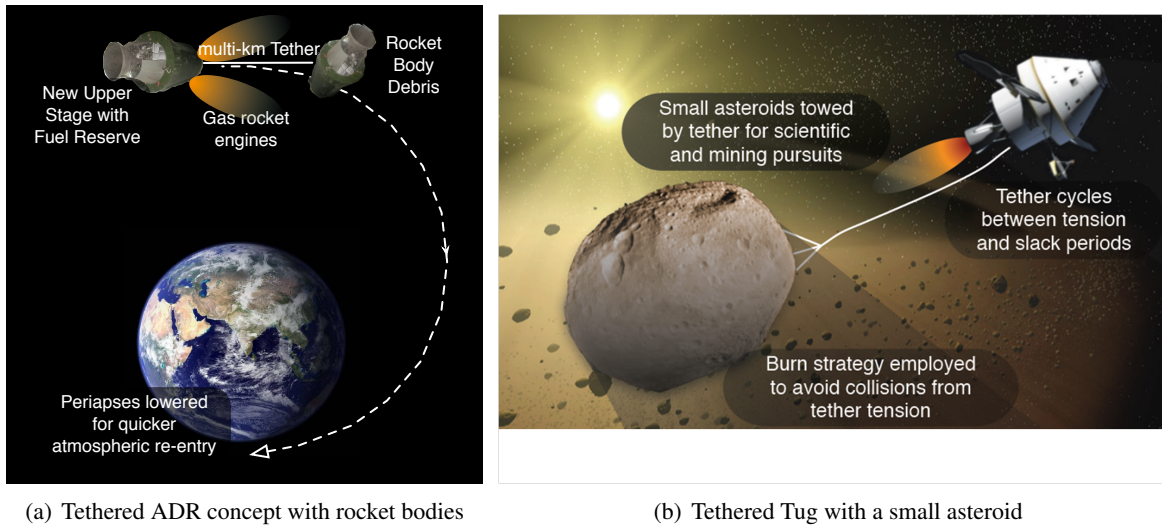 multi-km Tether
Rocket
Body
Debris
New Upper
Stage with
Fuel Reserve
Gas rocket
engines
Periapses lowered
for quicker
atmospheric re-entry
(a) Tethered ADR concept with rocket bodies
Small asteroids towed
by tether for scientific
and mining pursuits
Tether cycles
between tension
and slack periods
Burn strategy employed
to avoid collisions from
tether tension
(b) Tethered Tug with a small asteroid